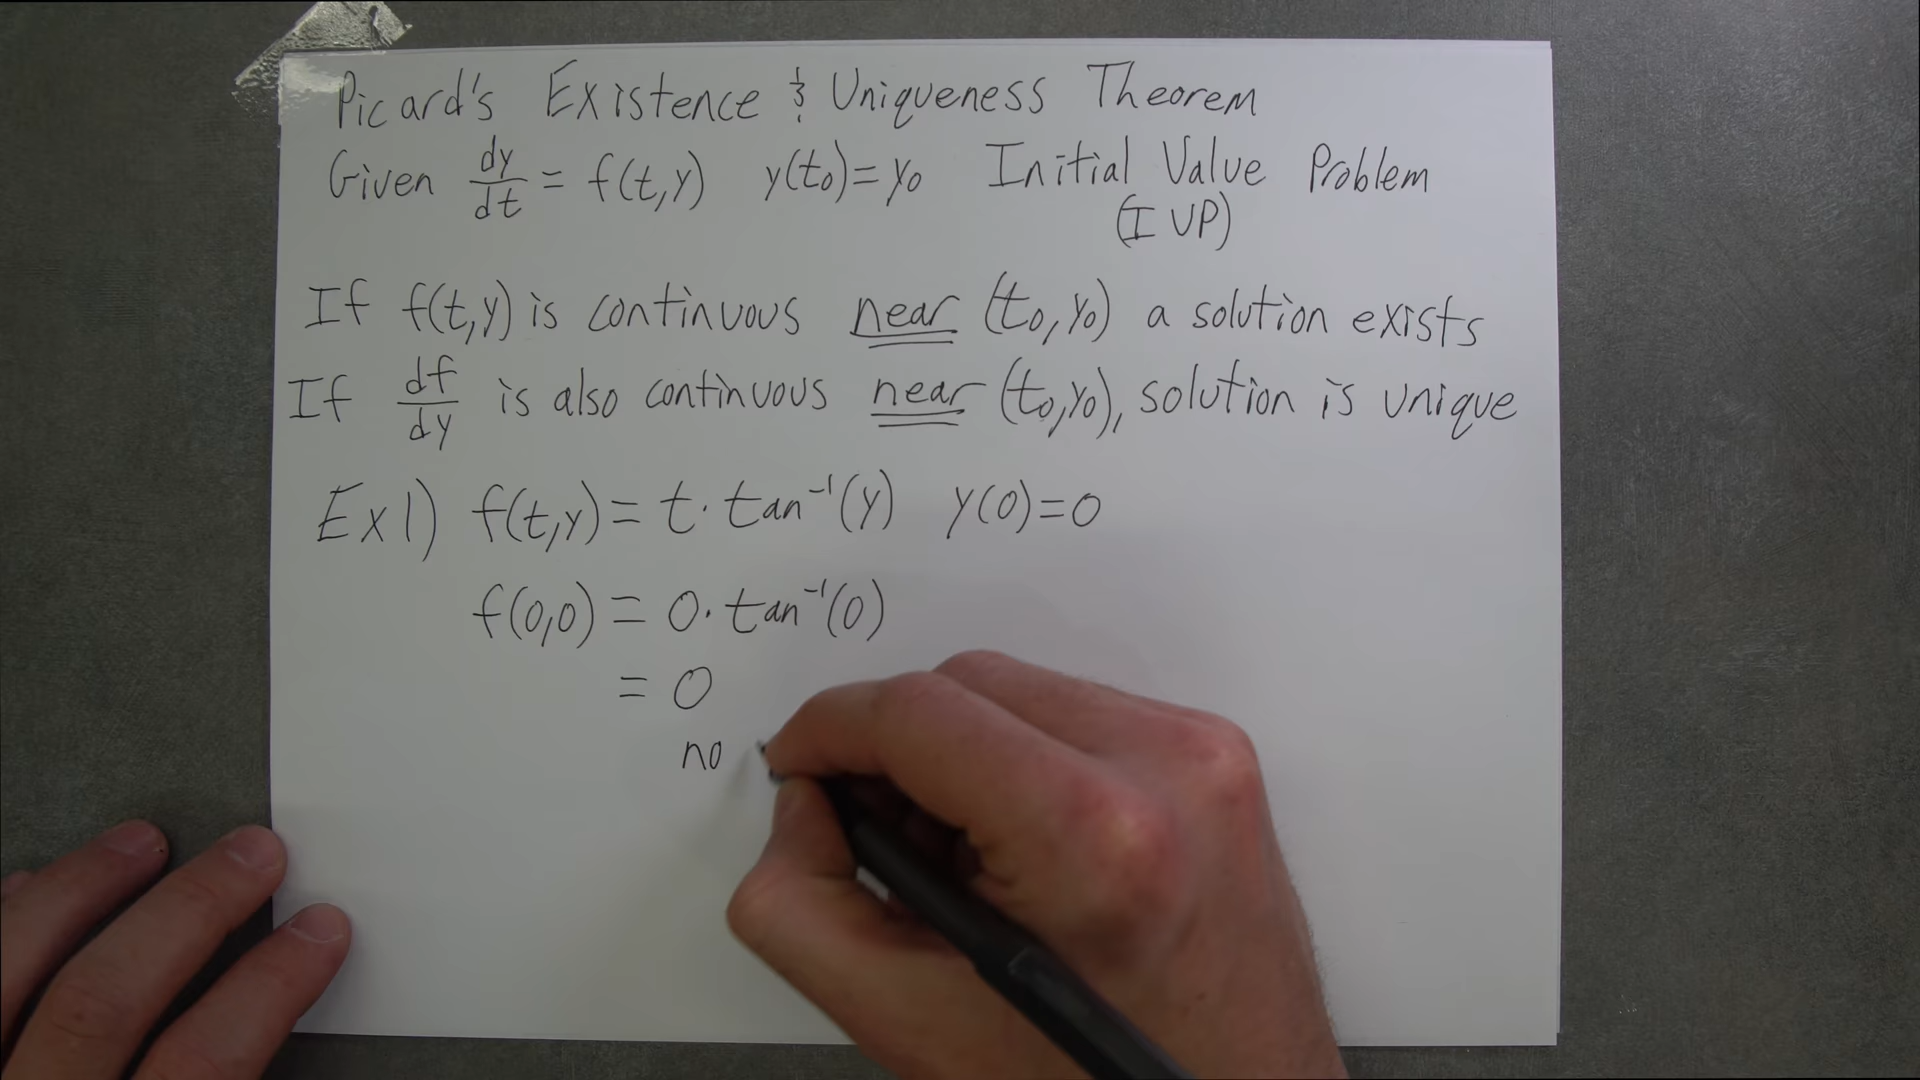 Picard's Existence & Uniqueness Theorem
Given dy/dt = f(t,y) y(t₀)=y₀ Initial Value Problem
(IVP)
If f(t,y) is continuous near (t₀,y₀) a solution exists
If df/dy is also continuous near (t₀,y₀), solution is unique
Ex1) f(t,y) = t · tan⁻¹(y) y(0)=0
f(0,0) = 0 · tan⁻¹(0)
= 0
no